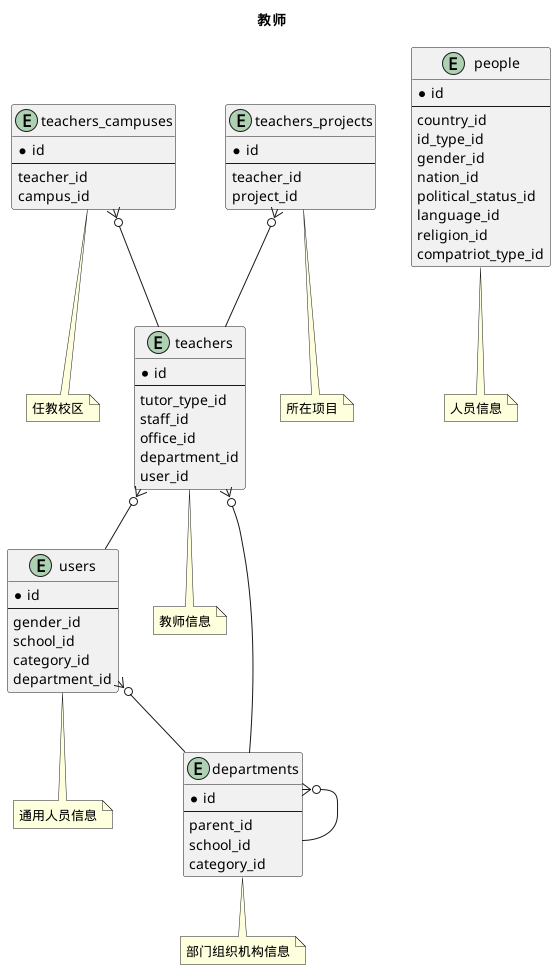 教师
E people
* id
country_id
id_type_id
gender_id
nation_id
political_status_id
language_id
religion_id
compatriot_type_id
E teachers_campuses
* id
teacher_id
campus_id
E teachers_projects
* id
teacher_id
project_id
E teachers
* id
tutor_type_id
staff_id
office_id
department_id
user_id
任教校区
所在项目
人员信息
E users
* id
gender_id
school_id
category_id
department_id
教师信息
E departments
* id
parent_id
school_id
category_id
通用人员信息
部门组织机构信息